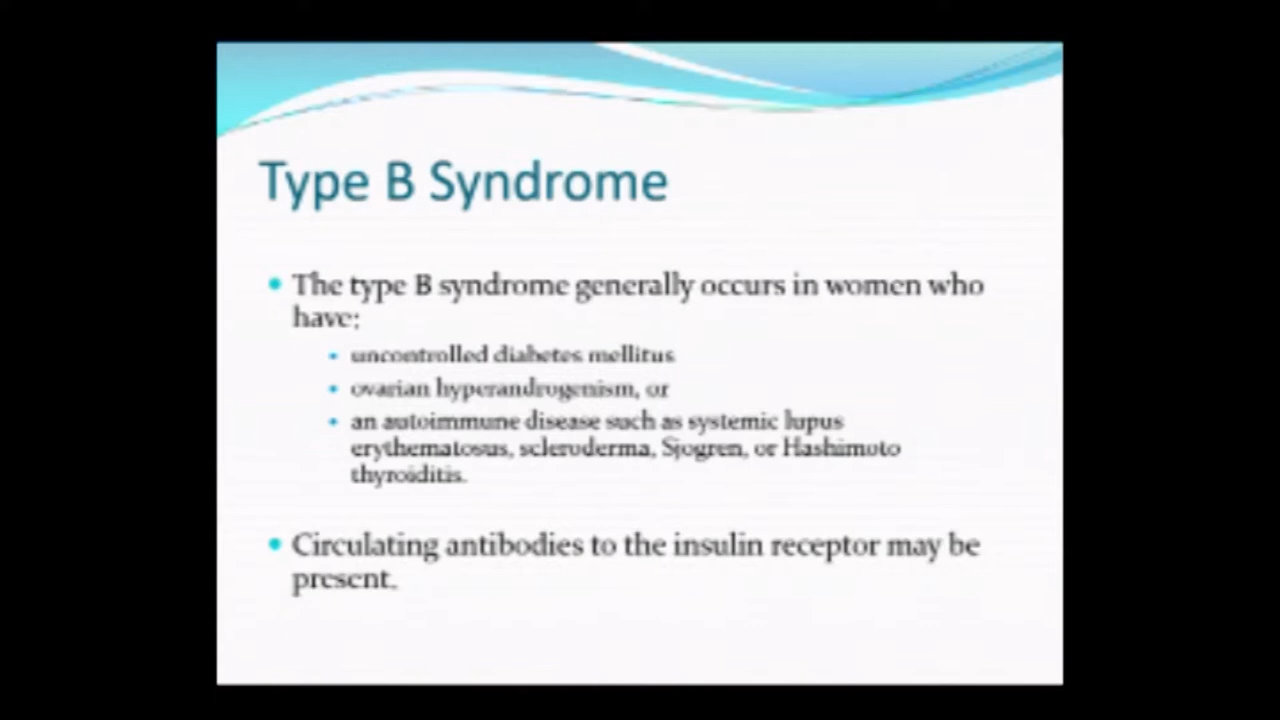 Type B Syndrome
• The type B syndrome generally occurs in women who
have:
• uncontrolled diabetes mellitus
• ovarian hyperandrogenism, or
• an autoimmune disease such as systemic lupus
erythematosus, scleroderma, Sjogren, or Hashimoto
thyroiditis.
• Circulating antibodies to the insulin receptor may be
present.